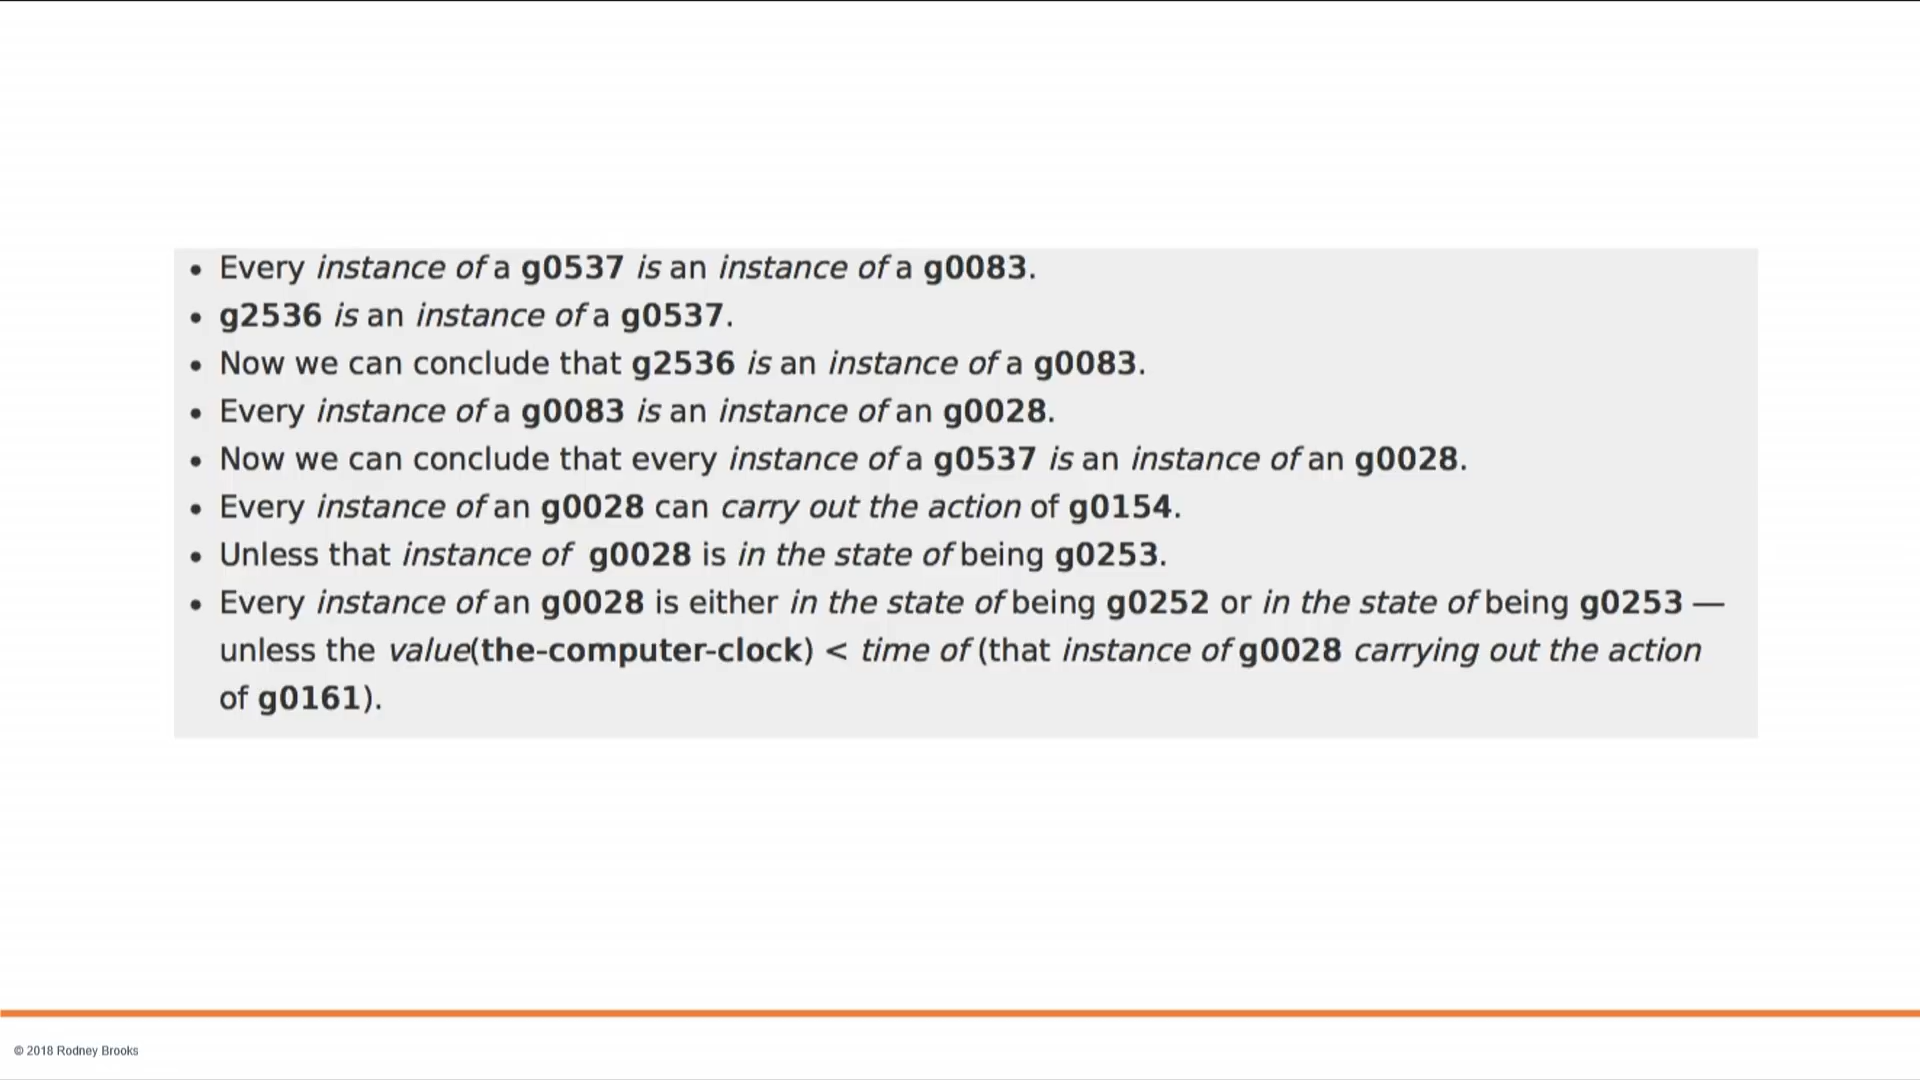 • Every instance of a g0537 is an instance of a g0083.
• g2536 is an instance of a g0537.
• Now we can conclude that g2536 is an instance of a g0083.
• Every instance of a g0083 is an instance of an g0028.
• Now we can conclude that every instance of a g0537 is an instance of an g0028.
• Every instance of an g0028 can carry out the action of g0154.
• Unless that instance of g0028 is in the state of being g0253.
• Every instance of an g0028 is either in the state of being g0252 or in the state of being g0253 —
unless the value(the-computer-clock) < time of (that instance of g0028 carrying out the action
of g0161).
© 2018 Rodney Brooks